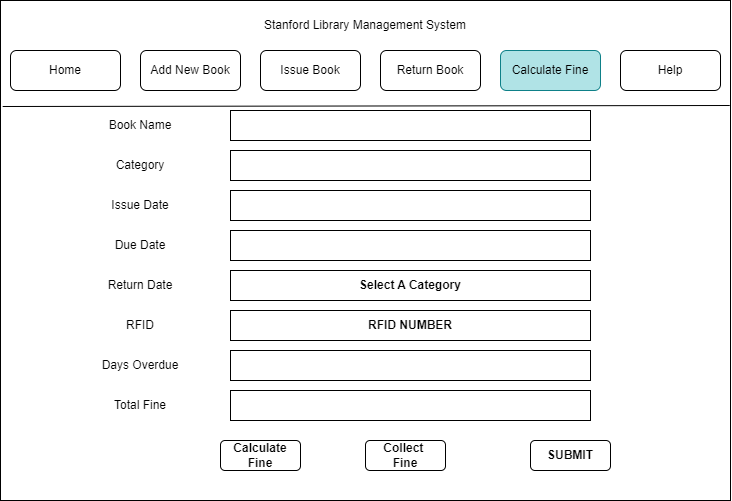 Stanford Library Management System
Home
Add New Book
Issue Book
Return Book
Calculate Fine
Help
Book Name
Category
Issue Date
Due Date
Return Date
Select A Category
RFID
RFID NUMBER
Days Overdue
Total Fine
Calculate
Fine
Collect
Fine
SUBMIT